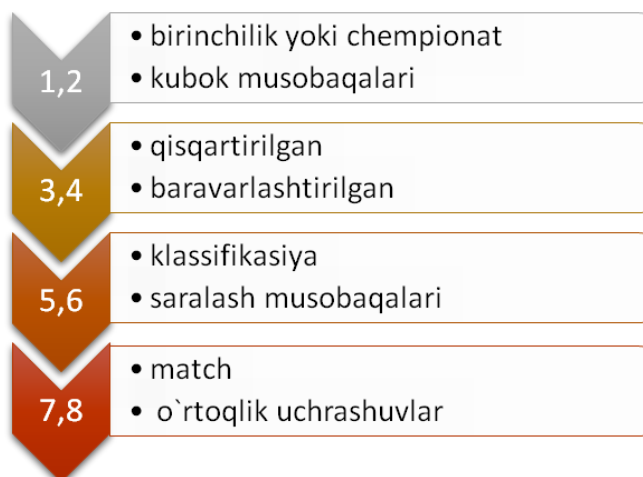 1,2
• birinchilik yoki chempionat
• kubok musobaqalari
3,4
• qisqartirilgan
• baravarlashtirilgan
5,6
• klassifikasiya
• saralash musobaqalari
7,8
• match
• o`rtoqlik uchrashuvlar